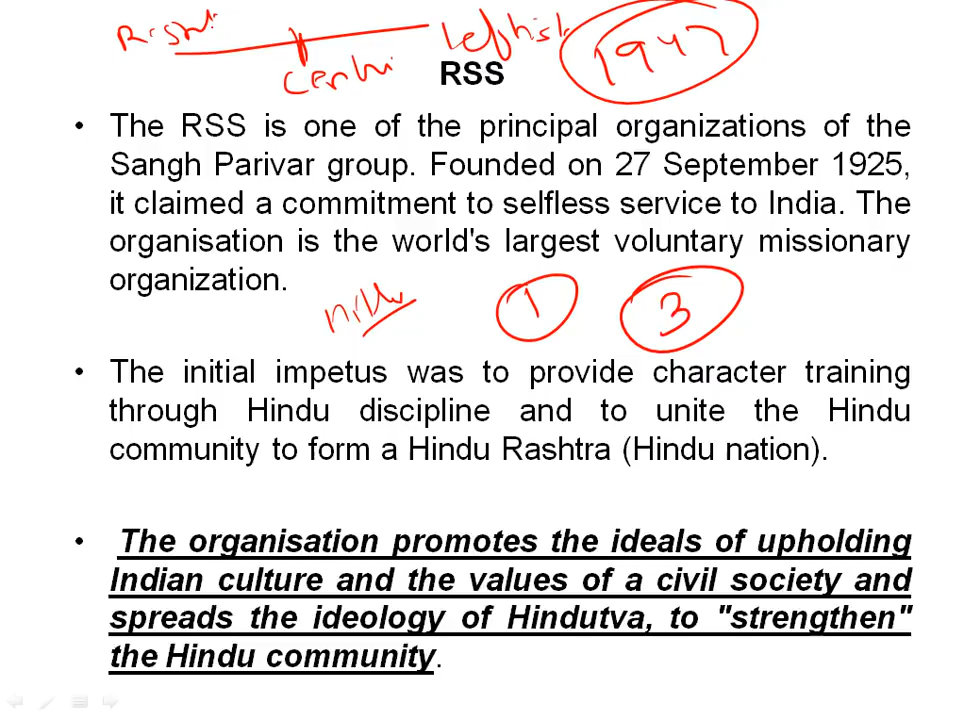 Right
Leftist
1947
RSS
• The RSS is one of the principal organizations of the
Sangh Parivar group. Founded on 27 September 1925,
it claimed a commitment to selfless service to India. The
organisation is the world's largest voluntary missionary
organization.
1 3
• The initial impetus was to provide character training
through Hindu discipline and to unite the Hindu
community to form a Hindu Rashtra (Hindu nation).
• The organisation promotes the ideals of upholding
Indian culture and the values of a civil society and
spreads the ideology of Hindutva, to "strengthen"
the Hindu community.